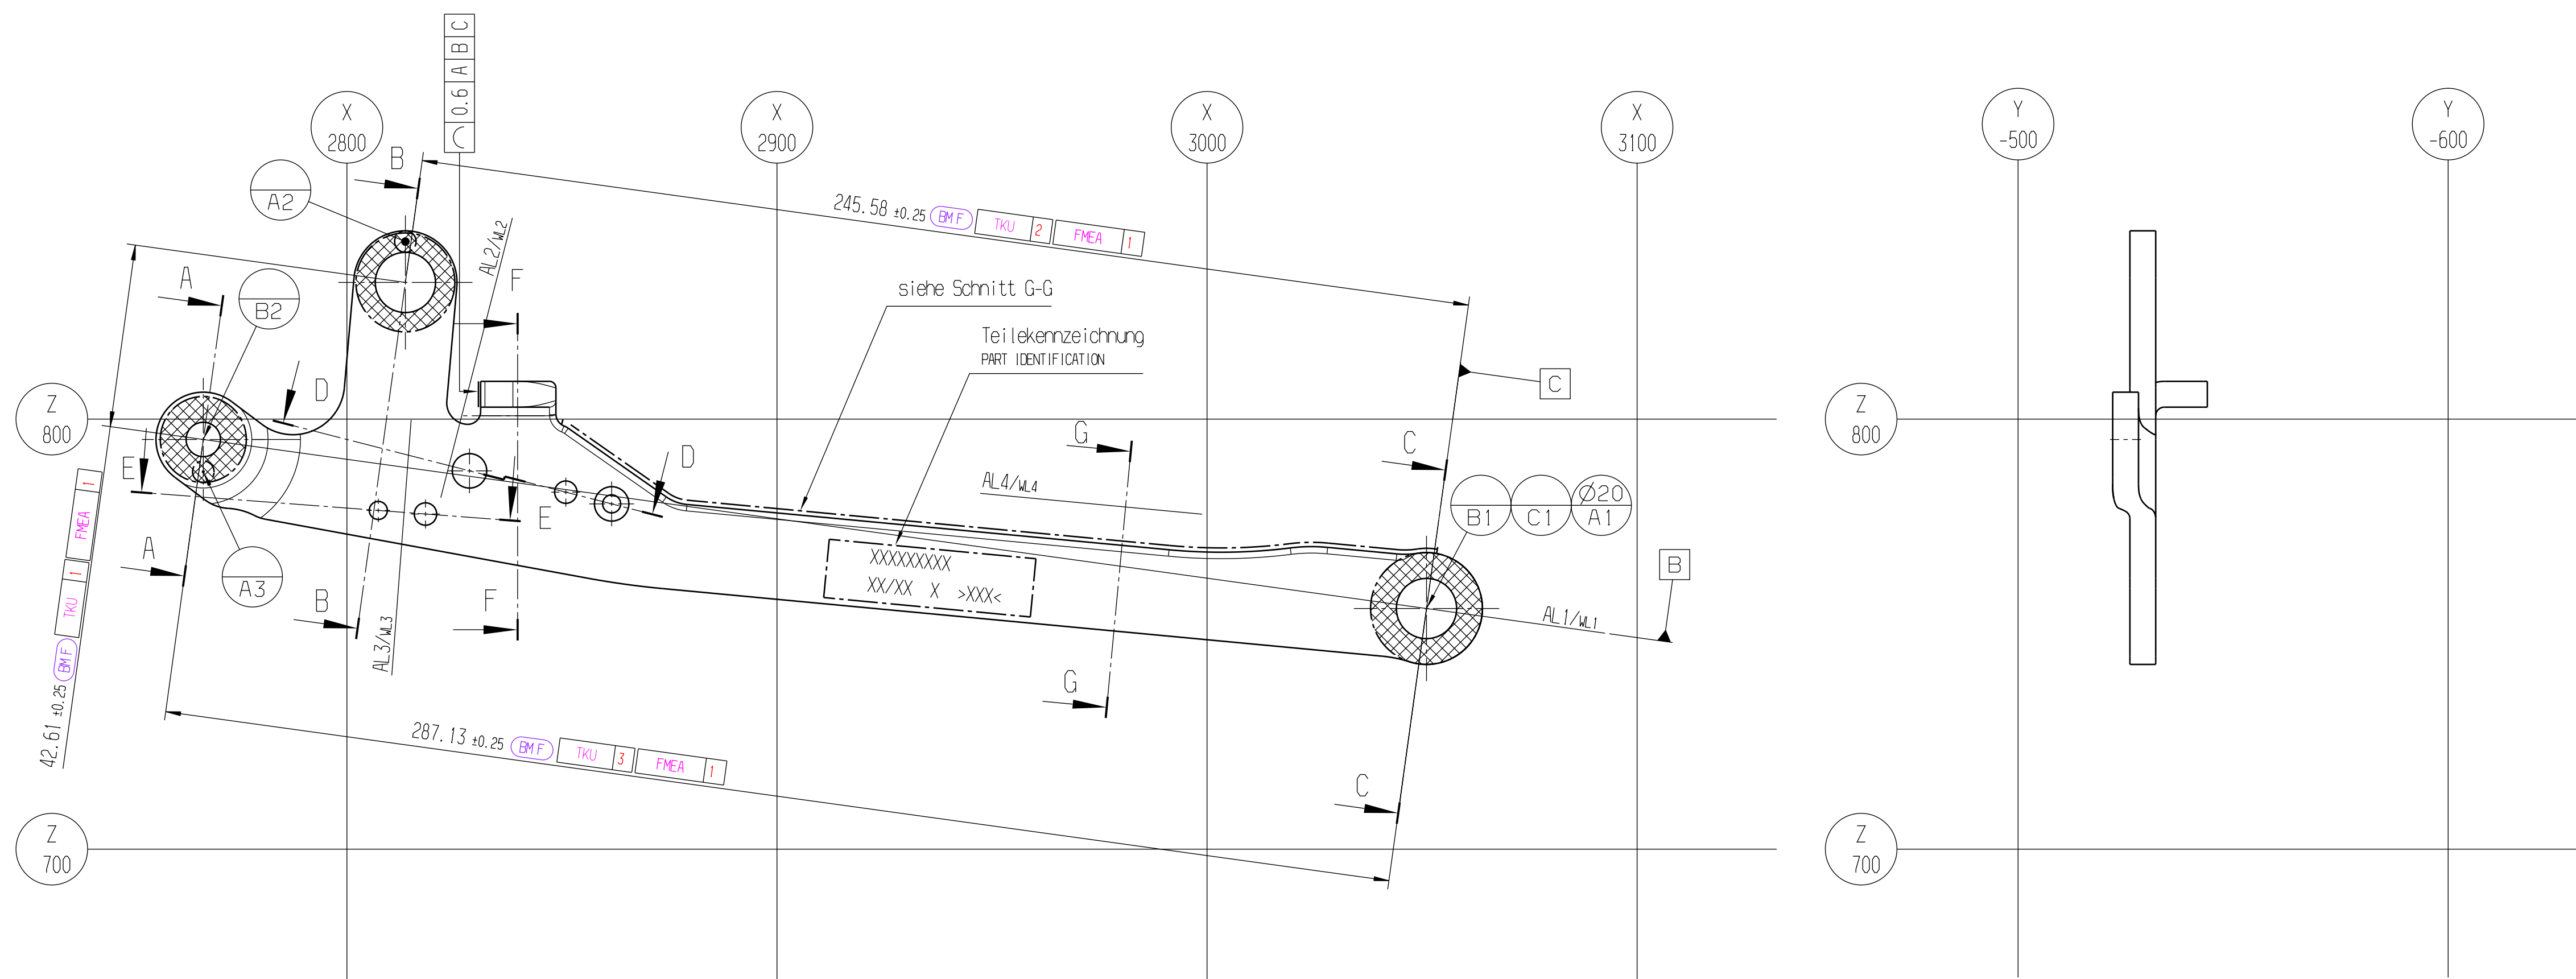 ⌒ 0.6 A B C
X
2800
X
2900
X
3000
X
3100
Y
-500
Y
-600
B
A2
245.58 ±0.25 BMF TKU 2 FMEA 1
AL2/WL2
A
F
B2
siehe Schnitt G-G
Teilekennzeichnung
PART IDENTIFICATION
D
C
Z
800
Z
800
G
C
D
E
AL4/WL4
B1
C1
Ø20
A1
E
A
A3
XXXXXXXXX
XX/XX X >XXX<
B
B
F
AL1/WL1
AL3/WL3
42.61 ±0.25 BMF TKU 1 FMEA 1
G
287.13 ±0.25 BMF TKU 3 FMEA 1
C
Z
700
Z
700